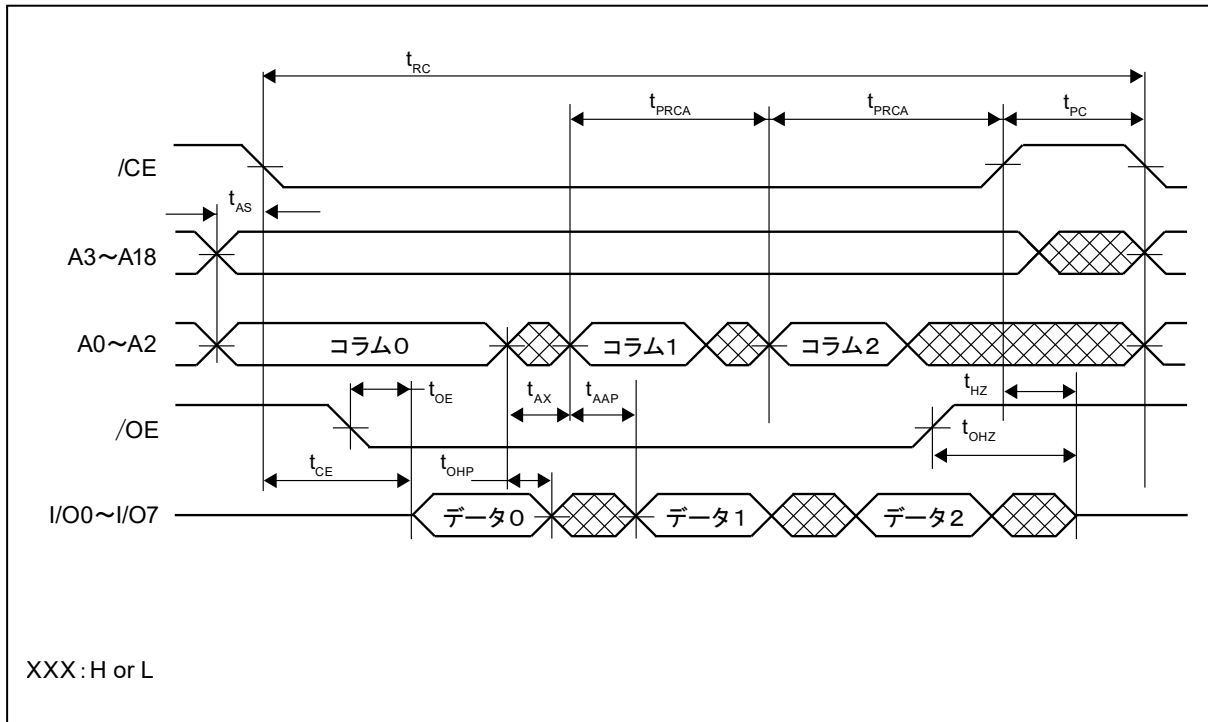 tRC
tPRCA
tPRCA
tPC
/CE
tAS
A3～A18
A0～A2
コラム0
コラム1
コラム2
tOE
tAX
tAAP
tHZ
/OE
tOHZ
tCE
tOHP
I/O0～I/O7
データ0
データ1
データ2
XXX:H or L